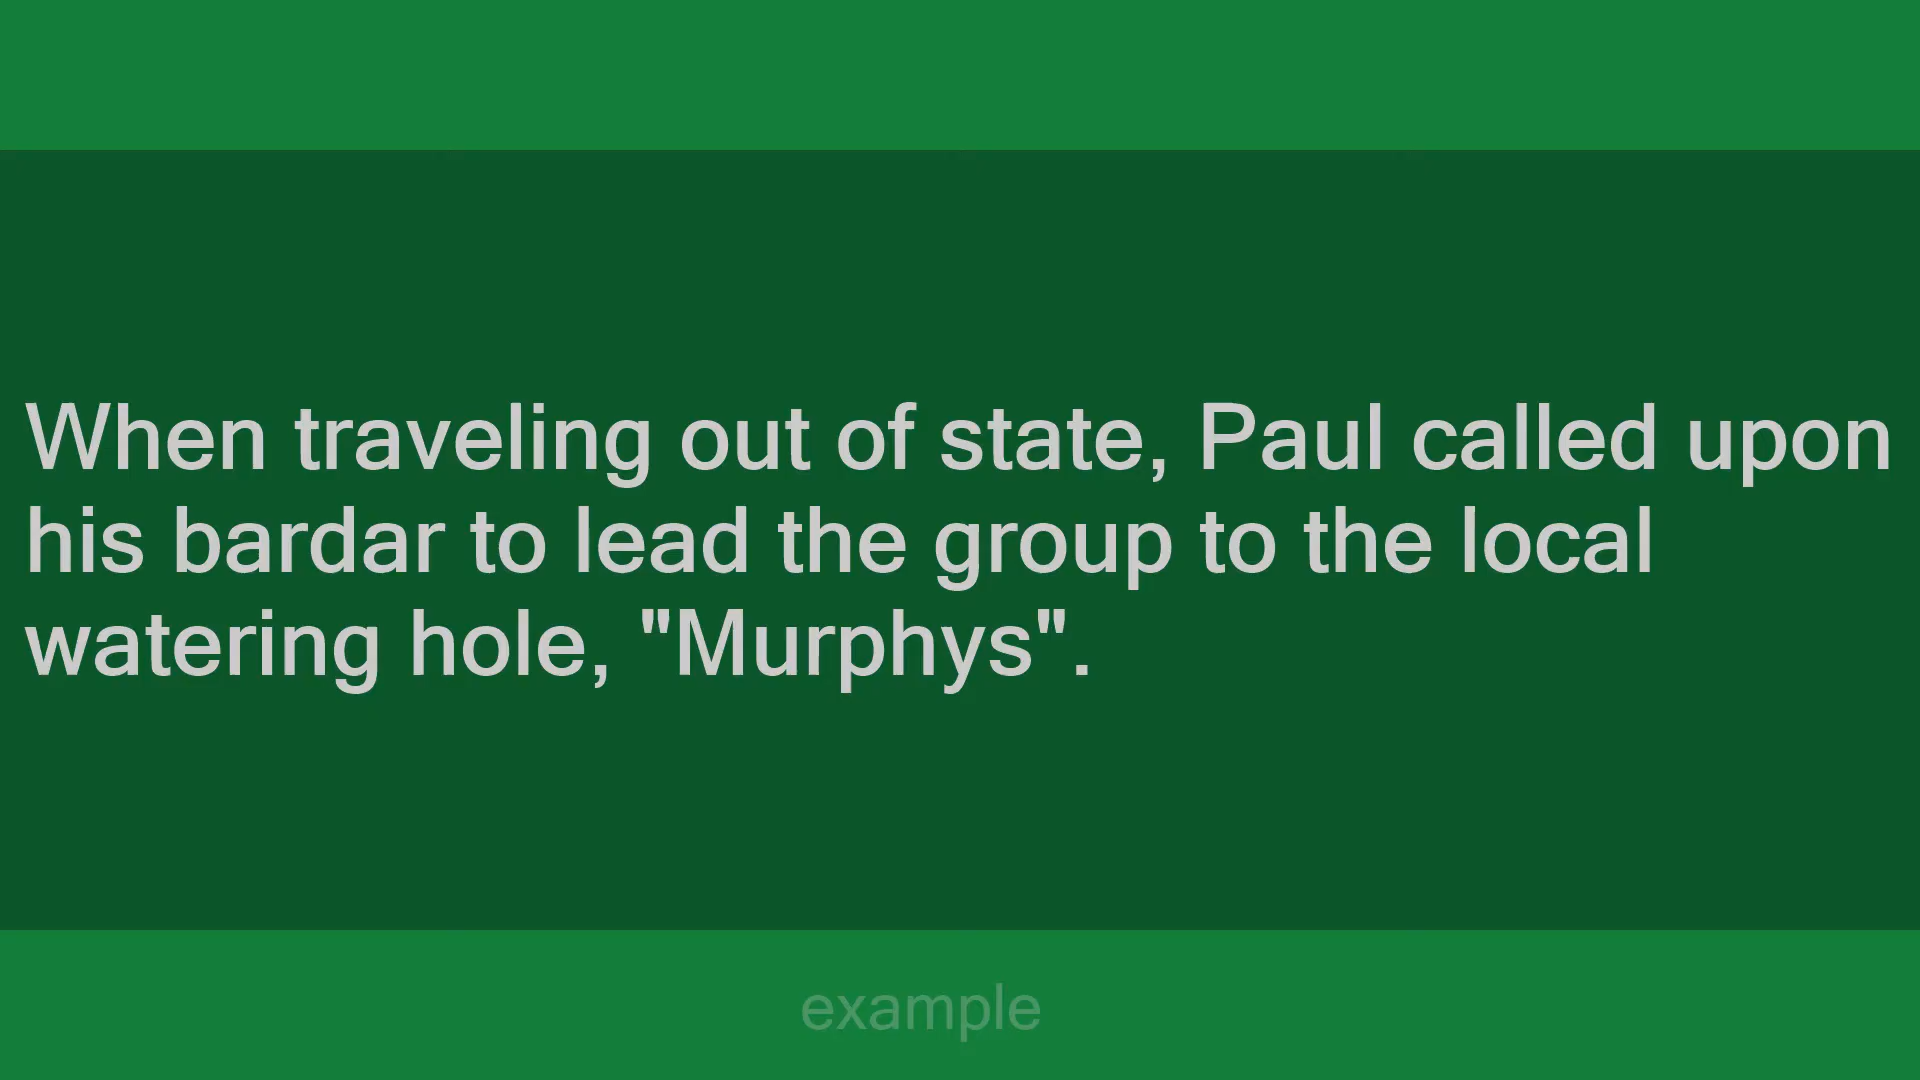 When traveling out of state, Paul called upon
his bardar to lead the group to the local
watering hole, "Murphys".
example